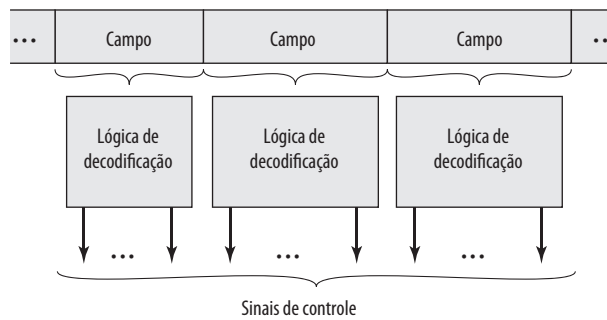 ... Campo Campo Campo ...
Lógica de decodificação Lógica de decodificação Lógica de decodificação
... ... ...
Sinais de controle